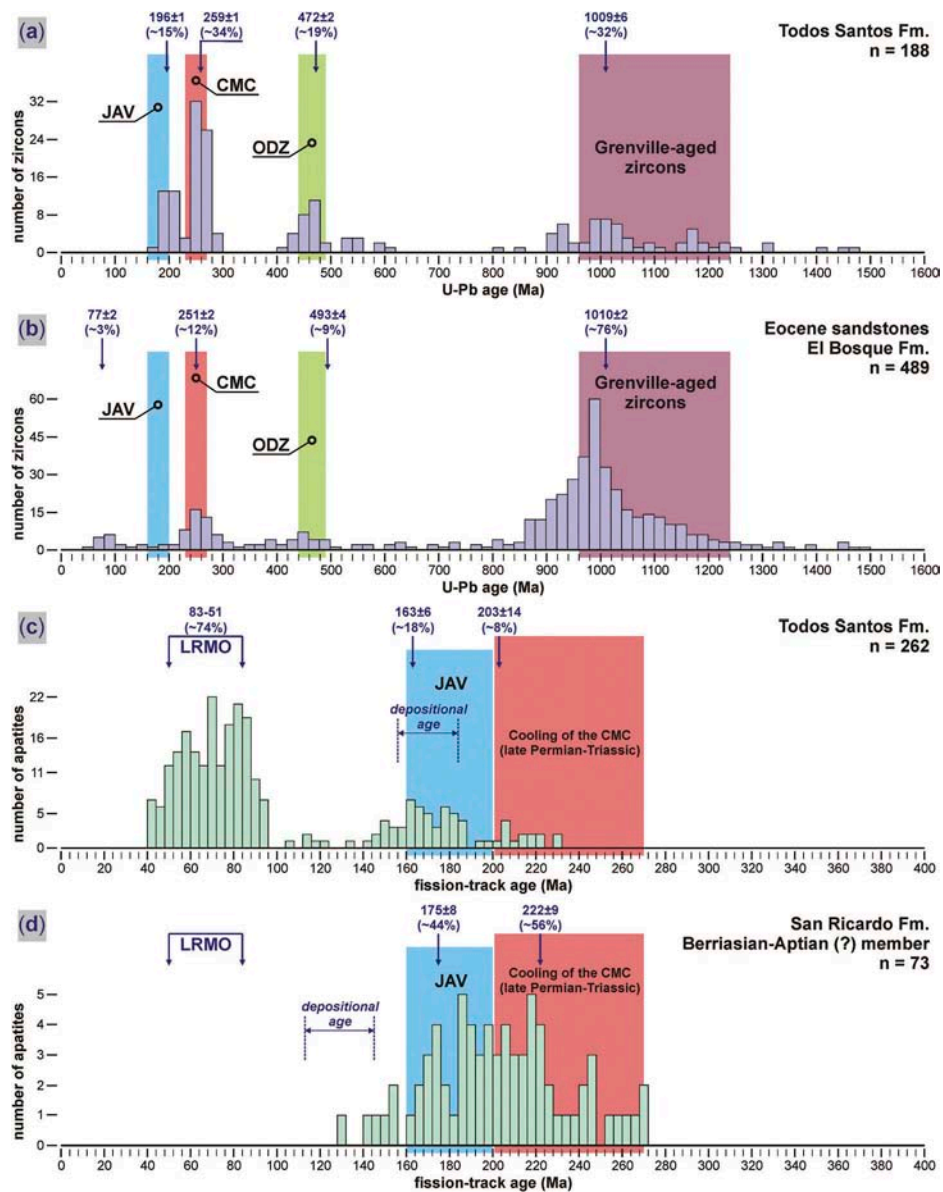 (a)
196±1
(~15%)
259±1
(~34%)
472±2
(~19%)
1009±6
(~32%)
Todos Santos Fm.
n = 188
JAV
CMC
ODZ
Grenville-aged
zircons
number of zircons
32
24
16
8
0
0 100 200 300 400 500 600 700 800 900 1000 1100 1200 1300 1400 1500 1600
U-Pb age (Ma)
(b)
77±2
(~3%)
251±2
(~12%)
493±4
(~9%)
1010±2
(~76%)
Eocene sandstones
El Bosque Fm.
n = 489
JAV
CMC
ODZ
Grenville-aged
zircons
number of zircons
60
45
30
15
0
0 100 200 300 400 500 600 700 800 900 1000 1100 1200 1300 1400 1500 1600
U-Pb age (Ma)
(c)
83-51
(~74%)
LRMO
163±6
(~18%)
203±14
(~8%)
Todos Santos Fm.
n = 262
JAV
depositional
age
Cooling of the CMC
(late Permian-Triassic)
number of apatites
22
16
11
5
0
0 20 40 60 80 100 120 140 160 180 200 220 240 260 280 300 320 340 360 380 400
fission-track age (Ma)
(d)
LRMO
175±8
(~44%)
222±9
(~56%)
San Ricardo Fm.
Berriasian-Aptian (?) member
n = 73
JAV
Cooling of the CMC
(late Permian-Triassic)
depositional
age
number of apatites
5
4
3
2
1
0
0 20 40 60 80 100 120 140 160 180 200 220 240 260 280 300 320 340 360 380 400
fission-track age (Ma)